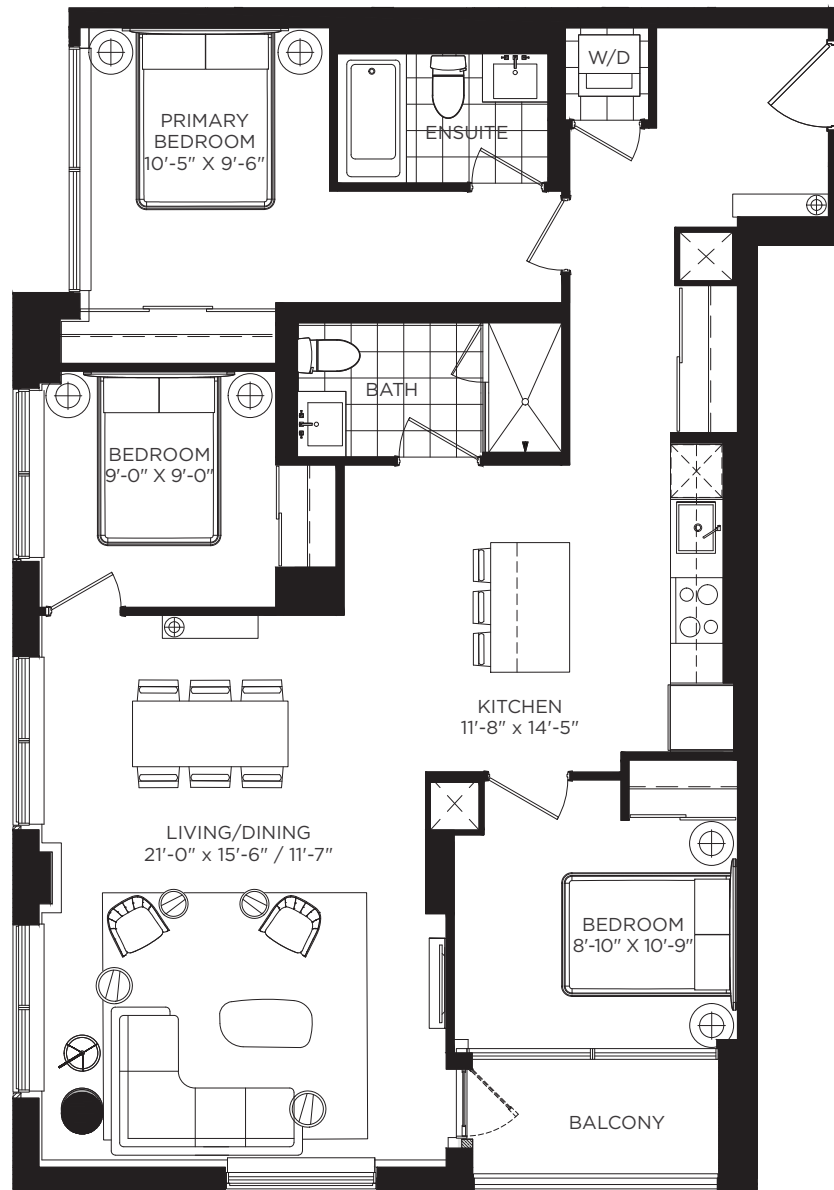 W/D
PRIMARY
BEDROOM
10'-5" X 9'-6"
ENSUITE
BATH
BEDROOM
9'-0" X 9'-0"
KITCHEN
11'-8" x 14'-5"
LIVING/DINING
21'-0" x 15'-6" / 11'-7"
BEDROOM
8'-10" X 10'-9"
BALCONY